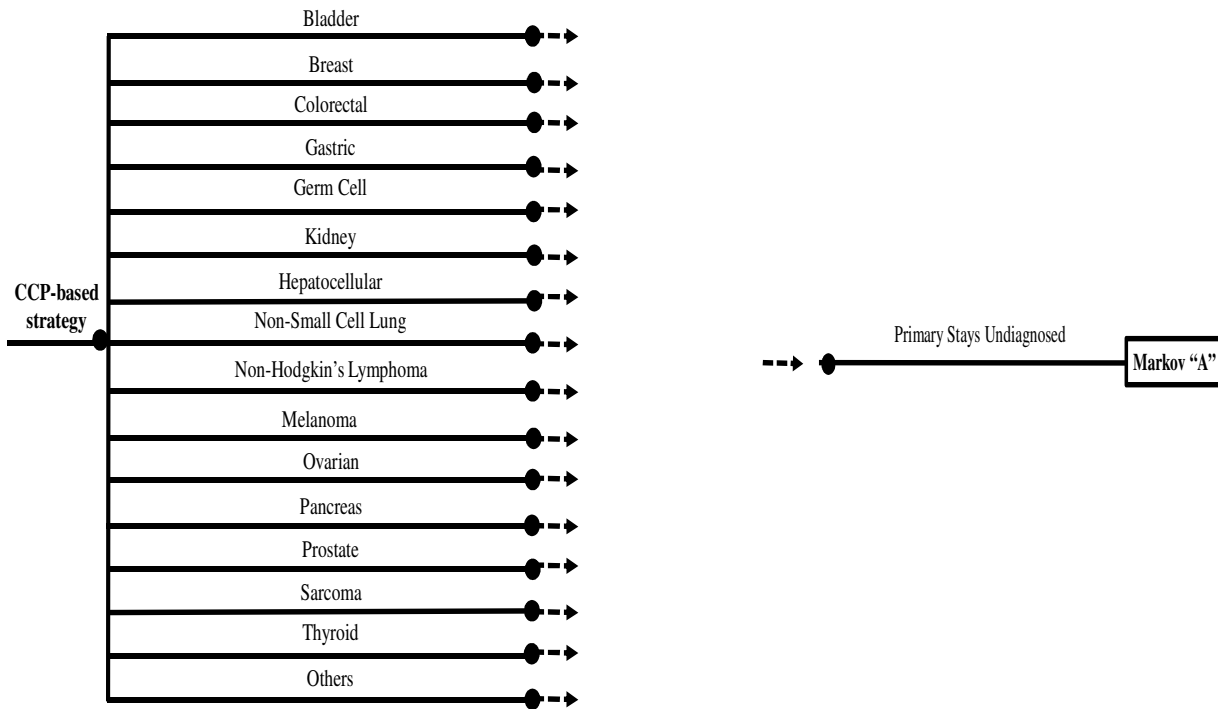 Bladder
Breast
Colorectal
Gastric
Germ Cell
Kidney
Hepatocellular
CCP-based
strategy
Non-Small Cell Lung
Non-Hodgkin's Lymphoma
Melanoma
Ovarian
Pancreas
Prostate
Sarcoma
Thyroid
Others
Primary Stays Undiagnosed
Markov “A”